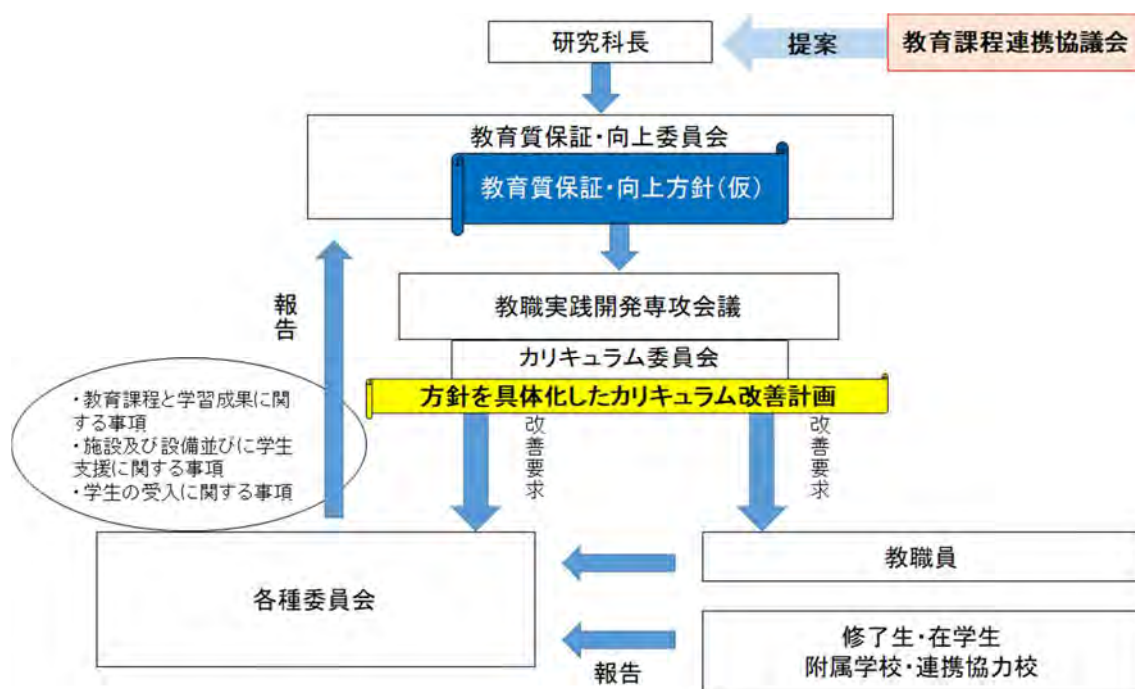 研究科長
提案
教育課程連携協議会
教育質保証・向上委員会
教育質保証・向上方針(仮)
報告
教職実践開発専攻会議
カリキュラム委員会
方針を具体化したカリキュラム改善計画
・教育課程と学習成果に関
する事項
・施設及び設備並びに学生
支援に関する事項
・学生の受入に関する事項
改善要求
改善要求
各種委員会
教職員
修了生・在学生
附属学校・連携協力校
報告